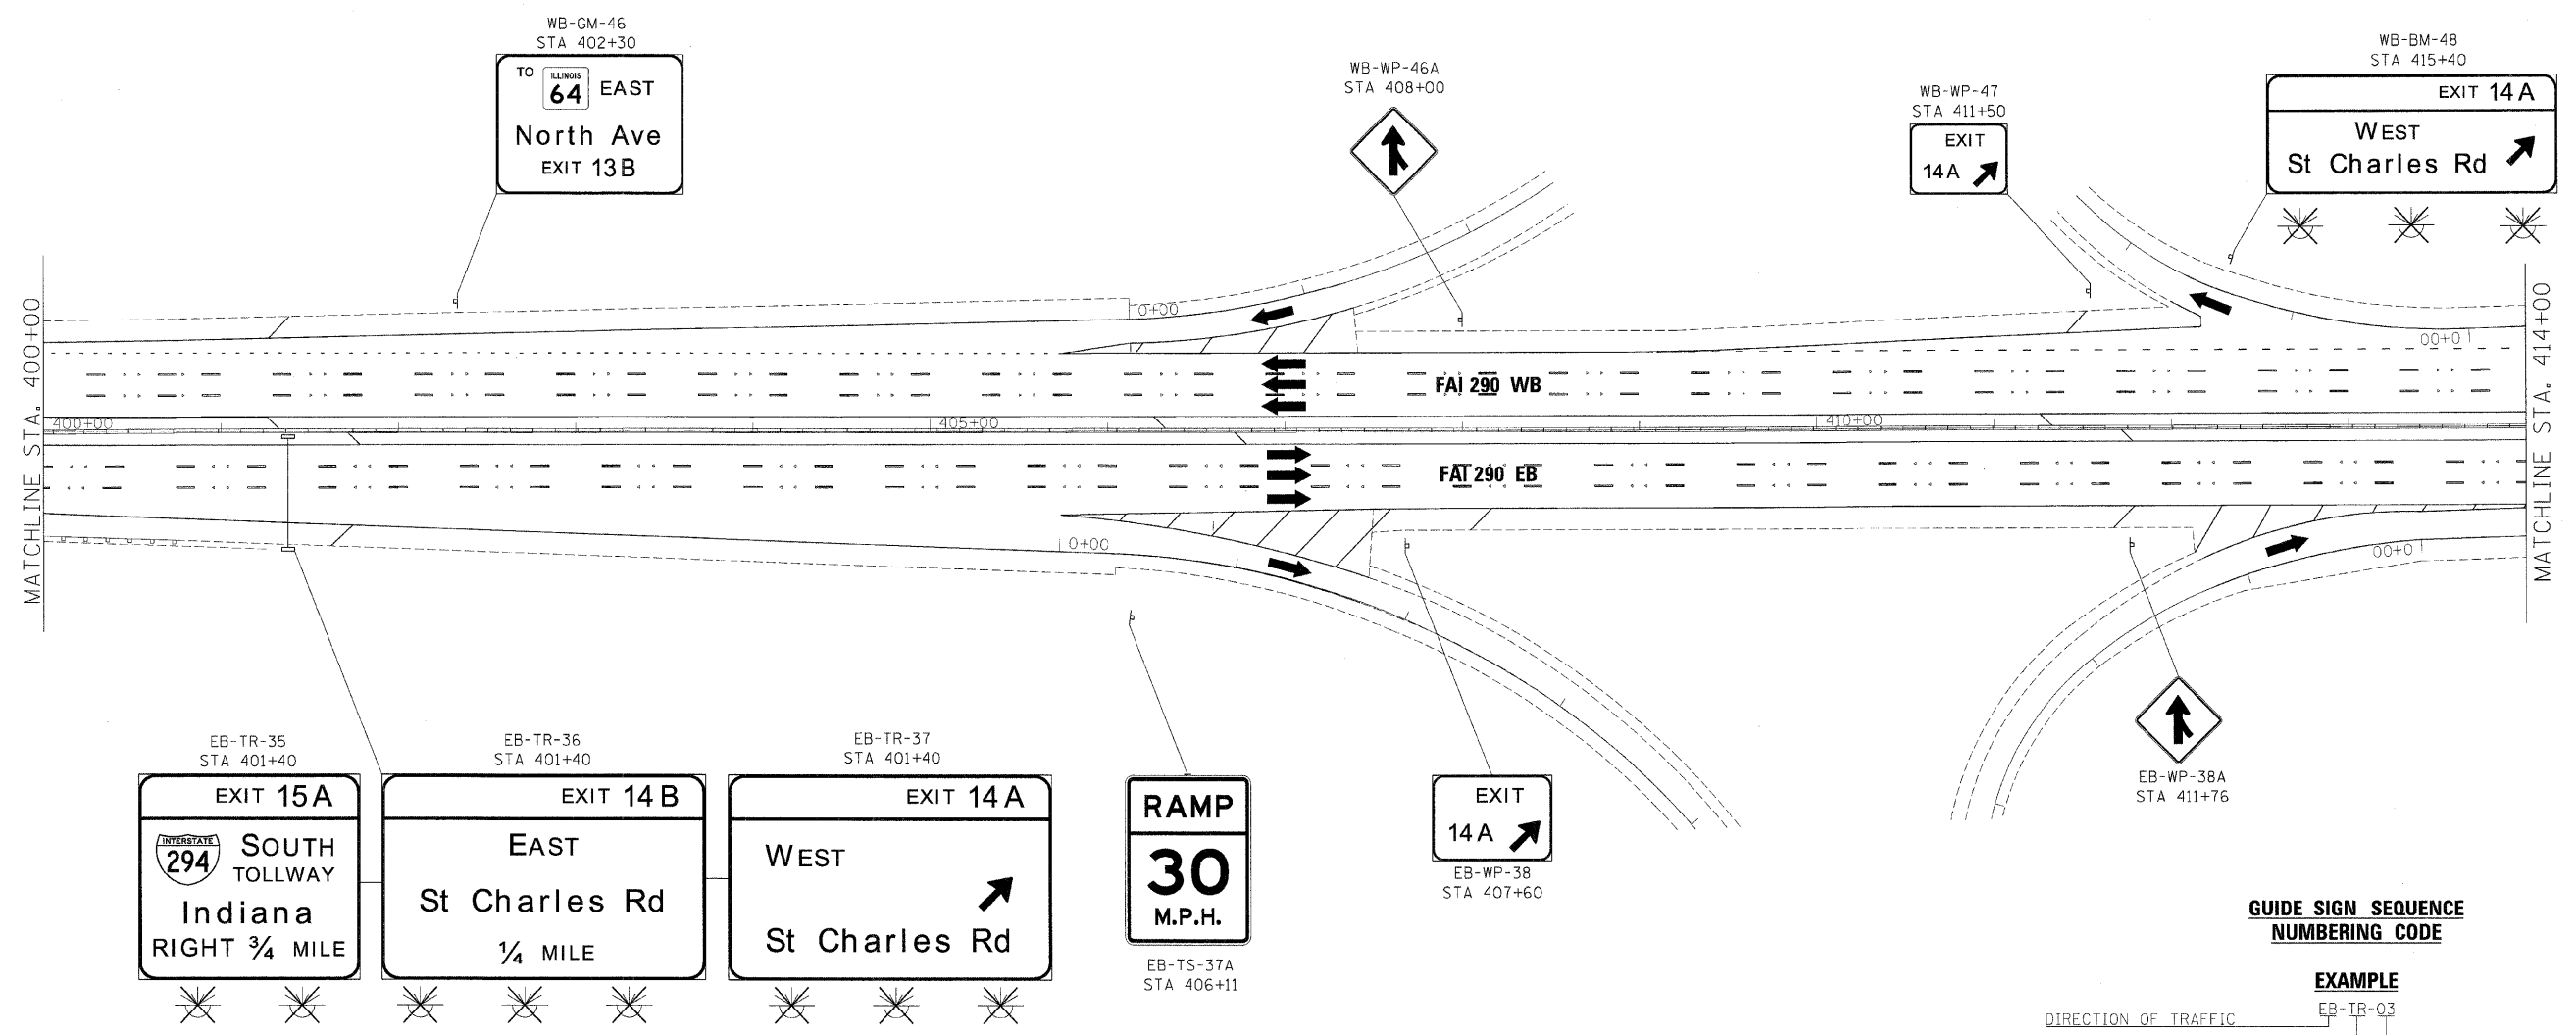 WB-GM-46
STA 402+30
TO ILLINOIS 64 EAST
North Ave
EXIT 13B
WB-WP-46A
STA 408+00
WB-WP-47
STA 411+50
EXIT
14A
WB-BM-48
STA 415+40
EXIT 14A
WEST
St Charles Rd
MATCHLINE STA. 400+00
MATCHLINE STA. 414+00
0+00
00+0
FAI 290 WB
400+00
405+00
410+00
FAI 290 EB
0+00
00+0
EB-TR-35
STA 401+40
EXIT 15A
INTERSTATE 294 SOUTH
TOLLWAY
Indiana
RIGHT ¾ MILE
EB-TR-36
STA 401+40
EXIT 14B
EAST
St Charles Rd
¼ MILE
EB-TR-37
STA 401+40
EXIT 14A
WEST
St Charles Rd
RAMP
30
M.P.H.
EB-TS-37A
STA 406+11
EXIT
14A
EB-WP-38
STA 407+60
EB-WP-38A
STA 411+76
GUIDE SIGN SEQUENCE
NUMBERING CODE
EXAMPLE
EB-TR-03
DIRECTION OF TRAFFIC